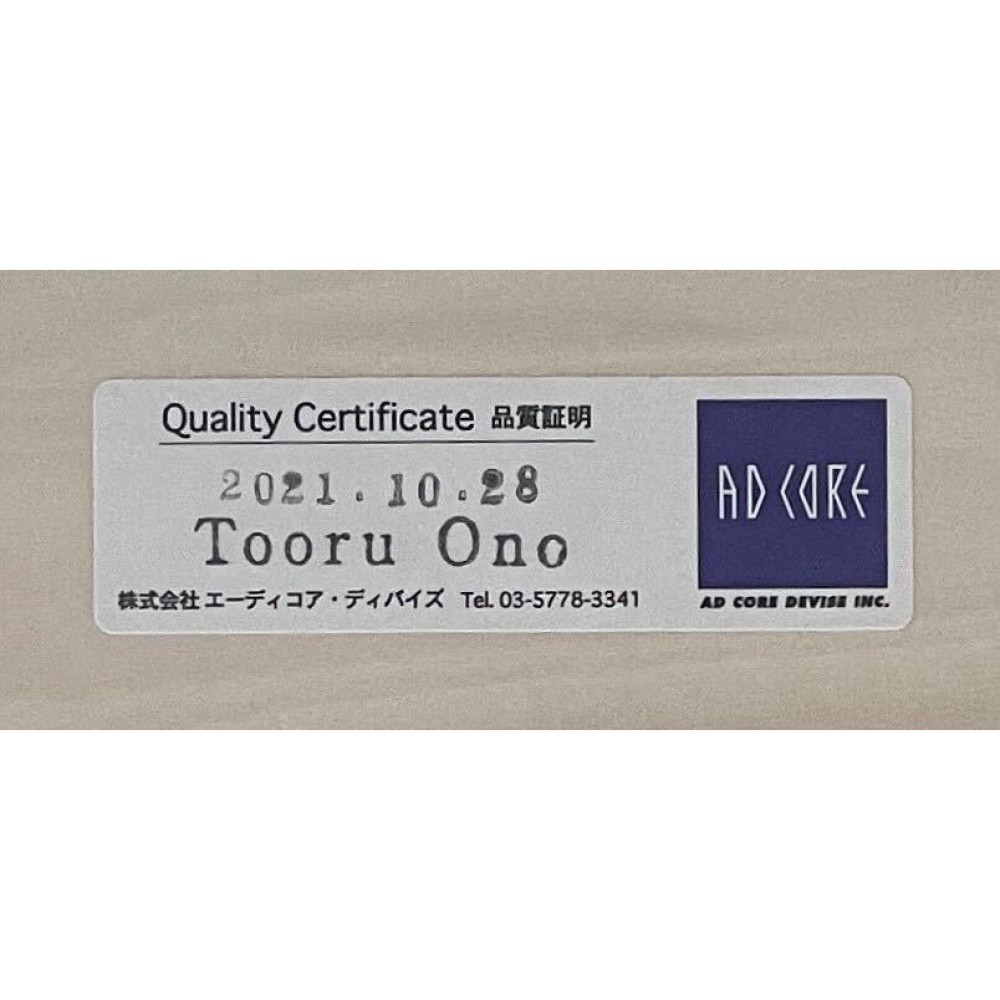 Quality Certificate 品質証明
2021.10.28
Tooru Ono
株式会社 エーディコア・ディバイズ Tel. 03-5778-3341
AD CORE
AD CORE DEVISE INC.